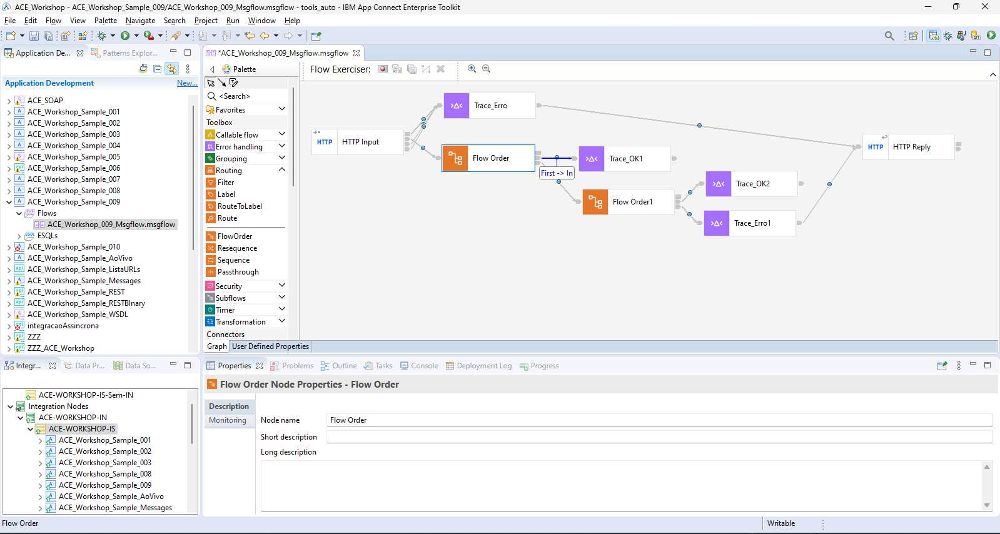 ACE_Workshop - ACE_Workshop_Sample_009/ACE_Workshop_009_Msgflow.msgflow - tools_auto - IBM App Connect Enterprise Toolkit
File Edit Flow View Palette Navigate Search Project Run Window Help
Application De... Patterns Explor...
Application Development New...
ACE_SOAP
ACE_Workshop_Sample_001
ACE_Workshop_Sample_002
ACE_Workshop_Sample_003
ACE_Workshop_Sample_004
ACE_Workshop_Sample_005
ACE_Workshop_Sample_006
ACE_Workshop_Sample_007
ACE_Workshop_Sample_008
ACE_Workshop_Sample_009
Flows
ACE_Workshop_009_Msgflow.msgflow
ESQLs
ACE_Workshop_Sample_010
ACE_Workshop_Sample_AoVivo
ACE_Workshop_Sample_ListaURLs
ACE_Workshop_Sample_Messages
ACE_Workshop_Sample_REST
ACE_Workshop_Sample_RESTBInary
ACE_Workshop_Sample_WSDL
integracaoAssincrona
ZZZ
ZZZ_ACE_Workshop
*ACE_Workshop_009_Msgflow.msgflow
Palette
<Search>
Favorites
Toolbox
Callable flow
Error handling
Grouping
Routing
Filter
Label
RouteToLabel
Route
FlowOrder
Resequence
Sequence
Passthrough
Security
Subflows
Timer
Transformation
Connectors
Flow Exerciser:
Trace_Erro
HTTP HTTP Input
Flow Order
First -> In
Trace_OK1
HTTP HTTP Reply
Trace_OK2
Flow Order1
Trace_Erro1
Graph User Defined Properties
Integr... Data Pr... Data So...
ACE-WORKSHOP-IS-Sem-IN
Integration Nodes
ACE-WORKSHOP-IN
ACE-WORKSHOP-IS
ACE_Workshop_Sample_001
ACE_Workshop_Sample_002
ACE_Workshop_Sample_003
ACE_Workshop_Sample_008
ACE_Workshop_Sample_009
ACE_Workshop_Sample_AoVivo
ACE_Workshop_Sample_Messages
Properties Problems Outline Tasks Console Deployment Log Progress
Flow Order Node Properties - Flow Order
Description
Monitoring
Node name Flow Order
Short description
Long description
Flow Order Writable